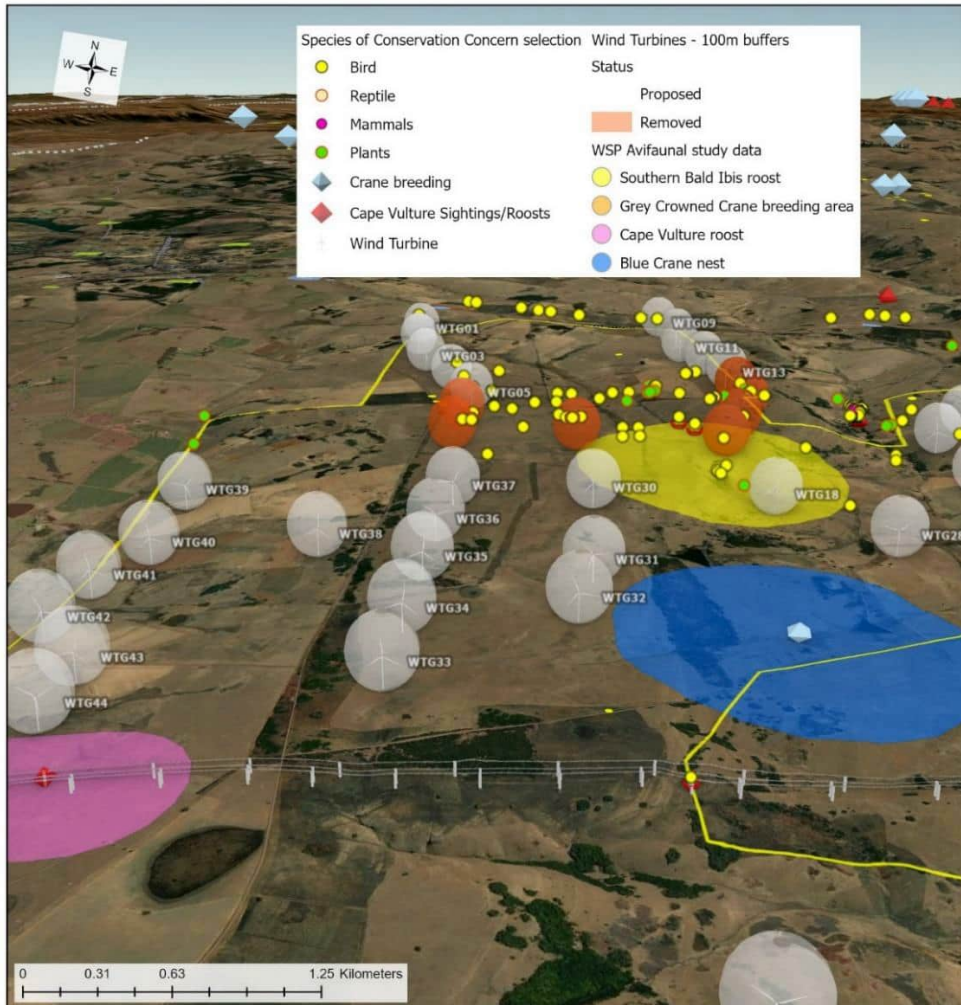 N
W E
S
Species of Conservation Concern selection
Bird
Reptile
Mammals
Plants
Crane breeding
Cape Vulture Sightings/Roosts
Wind Turbine
Wind Turbines - 100m buffers
Status
Proposed
Removed
WSP Avifaunal study data
Southern Bald Ibis roost
Grey Crowned Crane breeding area
Cape Vulture roost
Blue Crane nest
WTG01
WTG09
WTG03
WTG11
WTG05
WTG13
WTG39
WTG37
WTG30
WTG18
WTG36
WTG40
WTG38
WTG28
WTG35
WTG31
WTG41
WTG34
WTG32
WTG42
WTG43
WTG33
WTG44
0 0.31 0.63 1.25 Kilometers